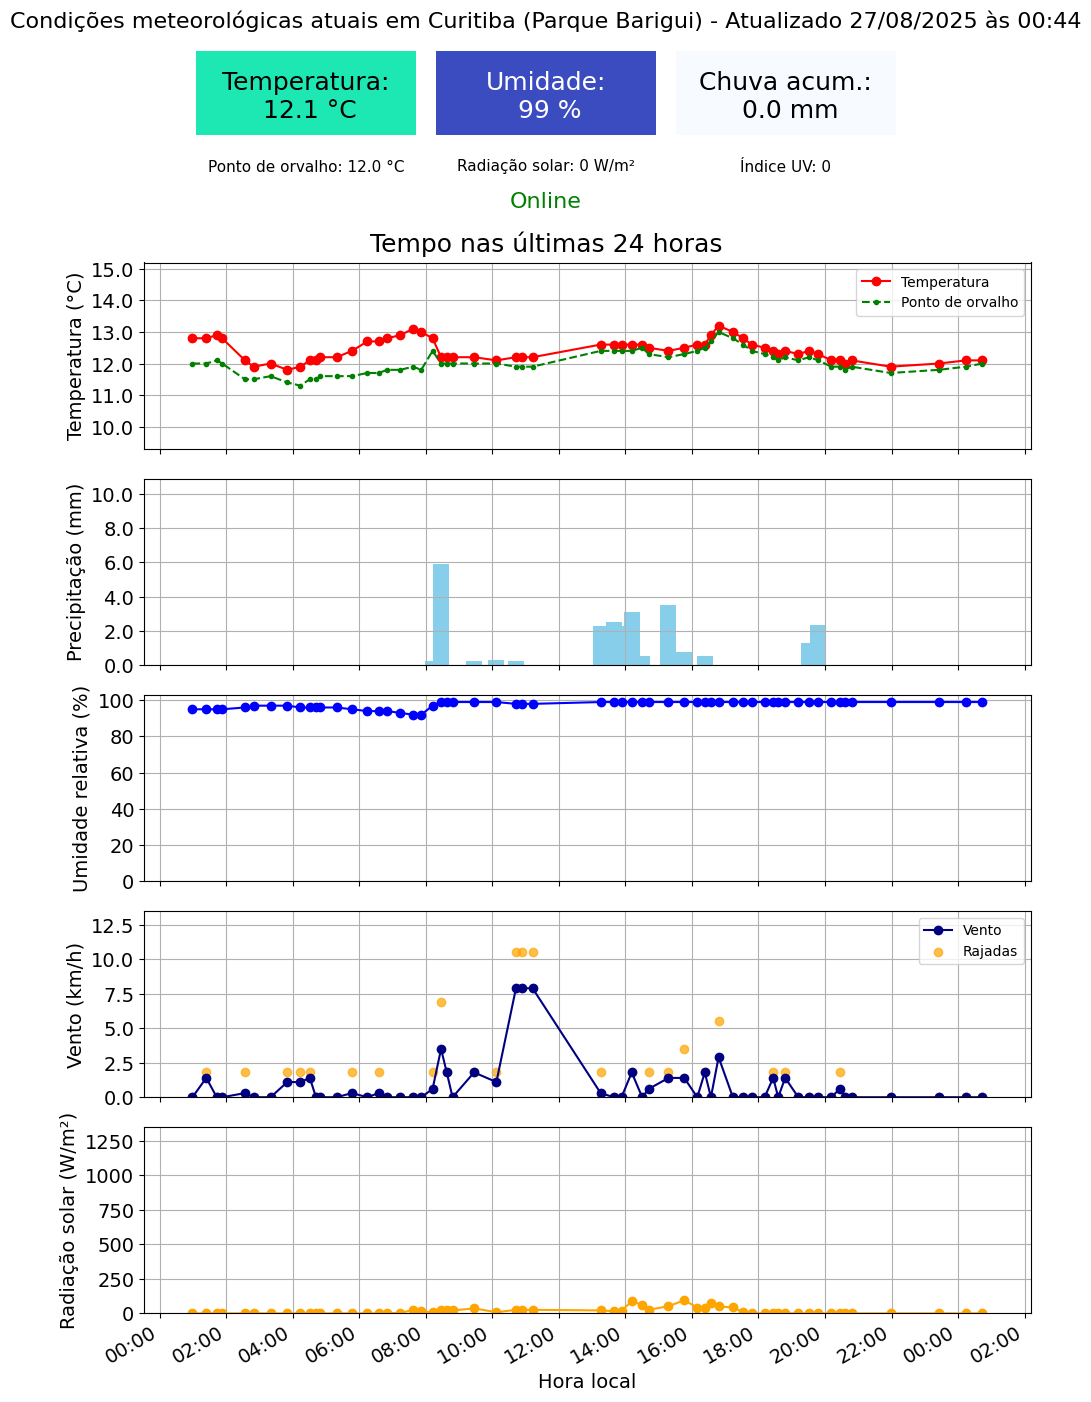 Condições meteorológicas atuais em Curitiba (Parque Barigui) - Atualizado 27/08/2025 às 00:44
Temperatura:
12.1 °C
Umidade:
99 %
Chuva acum.:
0.0 mm
Ponto de orvalho: 12.0 °C
Radiação solar: 0 W/m²
Índice UV: 0
Online
Tempo nas últimas 24 horas
Temperatura (°C)
15.0
14.0
13.0
12.0
11.0
10.0
Temperatura
Ponto de orvalho
Precipitação (mm)
10.0
8.0
6.0
4.0
2.0
0.0
Umidade relativa (%)
100
80
60
40
20
0
Vento (km/h)
12.5
10.0
7.5
5.0
2.5
0.0
Vento
Rajadas
Radiação solar (W/m²)
1250
1000
750
500
250
0
00:00 02:00 04:00 06:00 08:00 10:00 12:00 14:00 16:00 18:00 20:00 22:00 00:00 02:00
Hora local